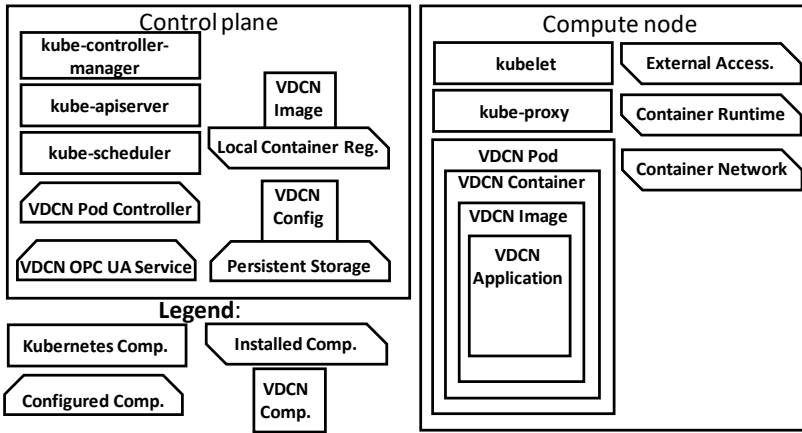 Control plane
kube-controller-
manager
kube-apiserver
kube-scheduler
VDCN Pod Controller
VDCN OPC UA Service
VDCN
Image
Local Container Reg.
VDCN
Config
Persistent Storage
Compute node
kubelet
kube-proxy
External Access.
Container Runtime
Container Network
VDCN Pod
VDCN Container
VDCN Image
VDCN
Application
Legend:
Kubernetes Comp.
Installed Comp.
Configured Comp.
VDCN
Comp.